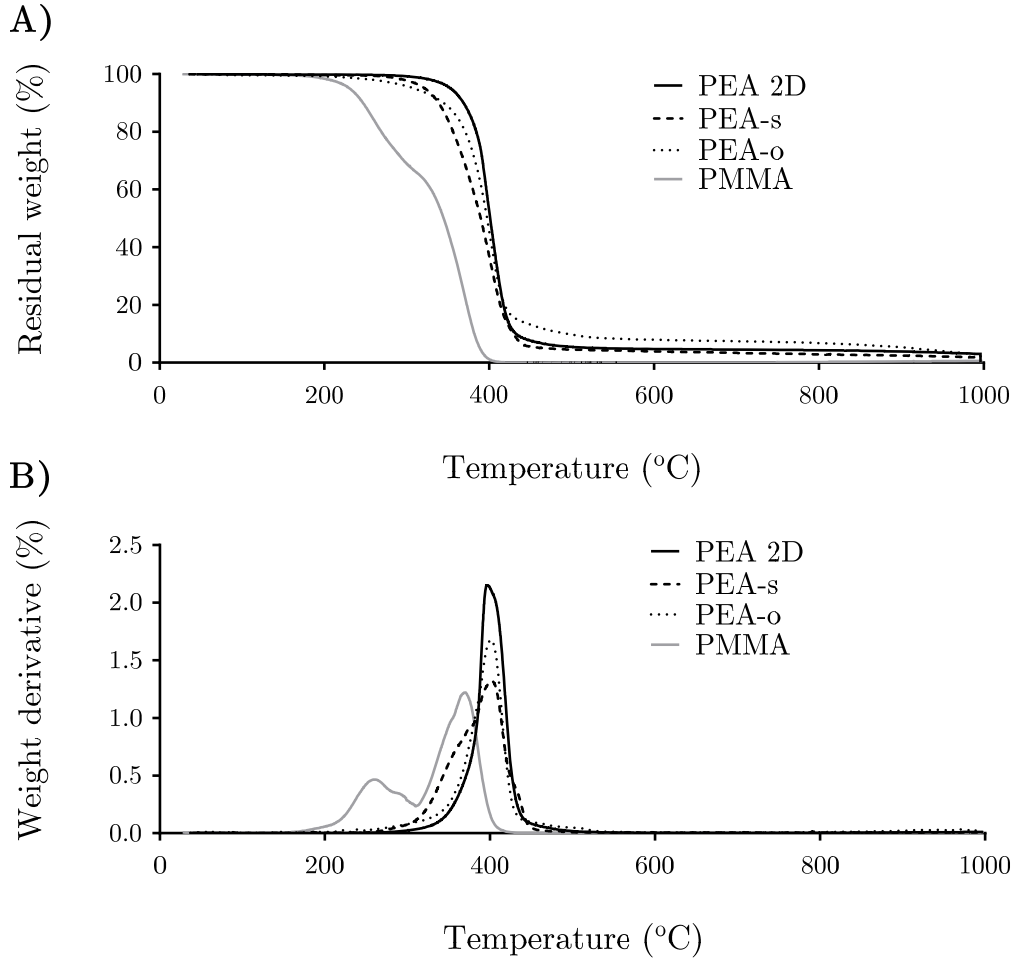 A)
Residual weight (%)
100
80
60
40
20
0
PEA 2D
PEA-s
PEA-o
PMMA
0 200 400 600 800 1000
Temperature (ºC)
B)
Weight derivative (%)
2.5
2.0
1.5
1.0
0.5
0.0
PEA 2D
PEA-s
PEA-o
PMMA
0 200 400 600 800 1000
Temperature (ºC)